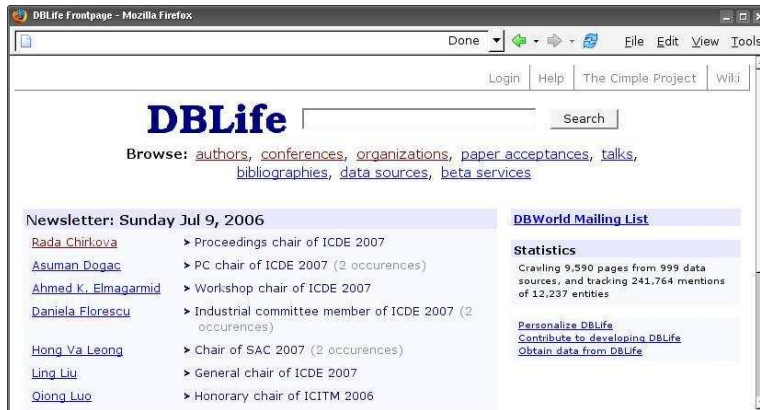 DBLife Frontpage - Mozilla Firefox
Done File Edit View Tools
Login Help The Cimple Project Wiki
DBLife Search
Browse: authors, conferences, organizations, paper acceptances, talks,
bibliographies, data sources, beta services
Newsletter: Sunday Jul 9, 2006
Rada Chirkova ➤ Proceedings chair of ICDE 2007
Asuman Dogac ➤ PC chair of ICDE 2007 (2 occurences)
Ahmed K. Elmagarmid ➤ Workshop chair of ICDE 2007
Daniela Florescu ➤ Industrial committee member of ICDE 2007 (2
occurences)
Hong Va Leong ➤ Chair of SAC 2007 (2 occurences)
Ling Liu ➤ General chair of ICDE 2007
Qiong Luo ➤ Honorary chair of ICITM 2006
DBWorld Mailing List
Statistics
Crawling 9,590 pages from 999 data
sources, and tracking 241,764 mentions
of 12,237 entities
Personalize DBLife
Contribute to developing DBLife
Obtain data from DBLife